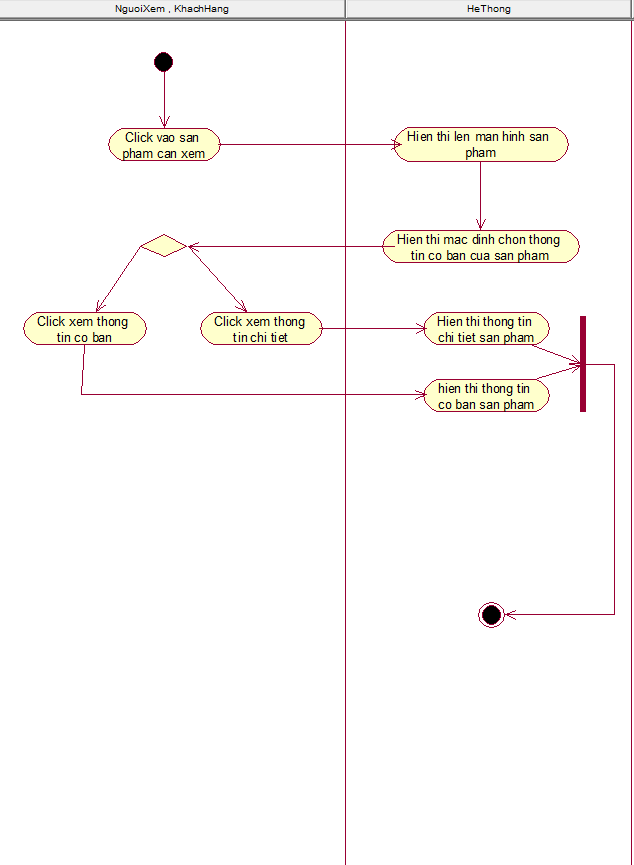 NguoiXem , KhachHang
HeThong
Click vao san
pham can xem
Hien thi len man hinh san
pham
Hien thi mac dinh chon thong
tin co ban cua san pham
Click xem thong
tin co ban
Click xem thong
tin chi tiet
Hien thi thong tin
chi tiet san pham
hien thi thong tin
co ban san pham